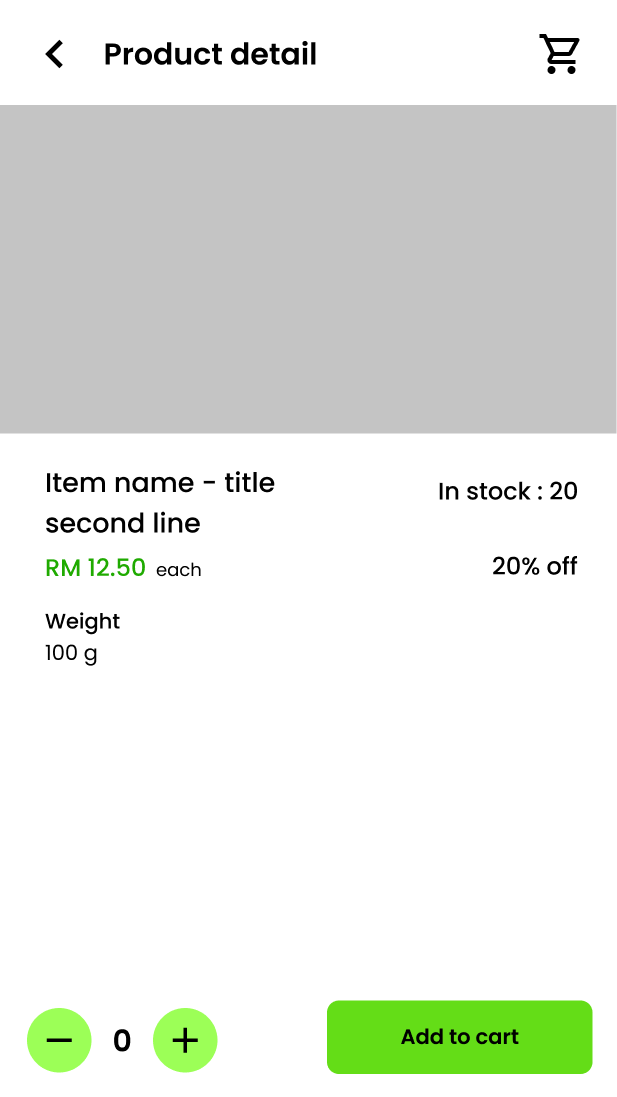 Product detail
Item name - title
second line
In stock : 20
RM 12.50 each
20% off
Weight
100 g
0
Add to cart